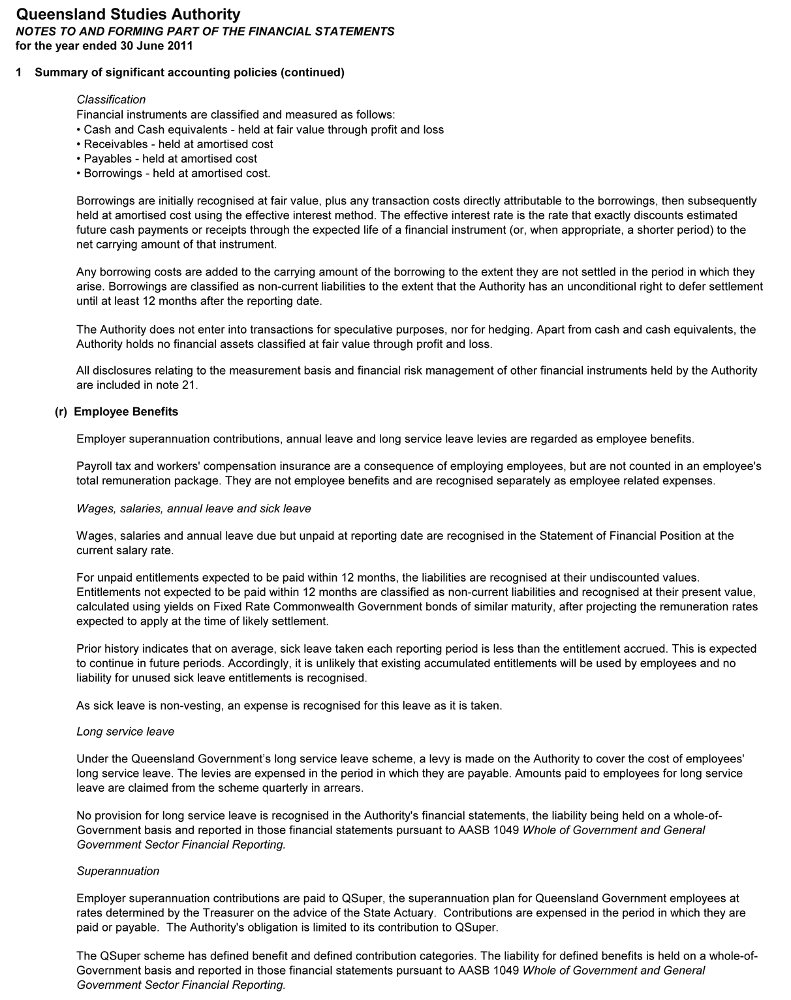 Queensland Studies Authority
NOTES TO AND FORMING PART OF THE FINANCIAL STATEMENTS
for the year ended 30 June 2011
1 Summary of significant accounting policies (continued)
Classification
Financial instruments are classified and measured as follows:
• Cash and Cash equivalents - held at fair value through profit and loss
• Receivables - held at amortised cost
• Payables - held at amortised cost
• Borrowings - held at amortised cost.
Borrowings are initially recognised at fair value, plus any transaction costs directly attributable to the borrowings, then subsequently
held at amortised cost using the effective interest method. The effective interest rate is the rate that exactly discounts estimated
future cash payments or receipts through the expected life of a financial instrument (or, when appropriate, a shorter period) to the
net carrying amount of that instrument.
Any borrowing costs are added to the carrying amount of the borrowing to the extent they are not settled in the period in which they
arise. Borrowings are classified as non-current liabilities to the extent that the Authority has an unconditional right to defer settlement
until at least 12 months after the reporting date.
The Authority does not enter into transactions for speculative purposes, nor for hedging. Apart from cash and cash equivalents, the
Authority holds no financial assets classified at fair value through profit and loss.
All disclosures relating to the measurement basis and financial risk management of other financial instruments held by the Authority
are included in note 21.
(r) Employee Benefits
Employer superannuation contributions, annual leave and long service leave levies are regarded as employee benefits.
Payroll tax and workers' compensation insurance are a consequence of employing employees, but are not counted in an employee's
total remuneration package. They are not employee benefits and are recognised separately as employee related expenses.
Wages, salaries, annual leave and sick leave
Wages, salaries and annual leave due but unpaid at reporting date are recognised in the Statement of Financial Position at the
current salary rate.
For unpaid entitlements expected to be paid within 12 months, the liabilities are recognised at their undiscounted values.
Entitlements not expected to be paid within 12 months are classified as non-current liabilities and recognised at their present value,
calculated using yields on Fixed Rate Commonwealth Government bonds of similar maturity, after projecting the remuneration rates
expected to apply at the time of likely settlement.
Prior history indicates that on average, sick leave taken each reporting period is less than the entitlement accrued. This is expected
to continue in future periods. Accordingly, it is unlikely that existing accumulated entitlements will be used by employees and no
liability for unused sick leave entitlements is recognised.
As sick leave is non-vesting, an expense is recognised for this leave as it is taken.
Long service leave
Under the Queensland Government’s long service leave scheme, a levy is made on the Authority to cover the cost of employees'
long service leave. The levies are expensed in the period in which they are payable. Amounts paid to employees for long service
leave are claimed from the scheme quarterly in arrears.
No provision for long service leave is recognised in the Authority's financial statements, the liability being held on a whole-of-
Government basis and reported in those financial statements pursuant to AASB 1049 Whole of Government and General
Government Sector Financial Reporting.
Superannuation
Employer superannuation contributions are paid to QSuper, the superannuation plan for Queensland Government employees at
rates determined by the Treasurer on the advice of the State Actuary. Contributions are expensed in the period in which they are
paid or payable. The Authority's obligation is limited to its contribution to QSuper.
The QSuper scheme has defined benefit and defined contribution categories. The liability for defined benefits is held on a whole-of-
Government basis and reported in those financial statements pursuant to AASB 1049 Whole of Government and General
Government Sector Financial Reporting.